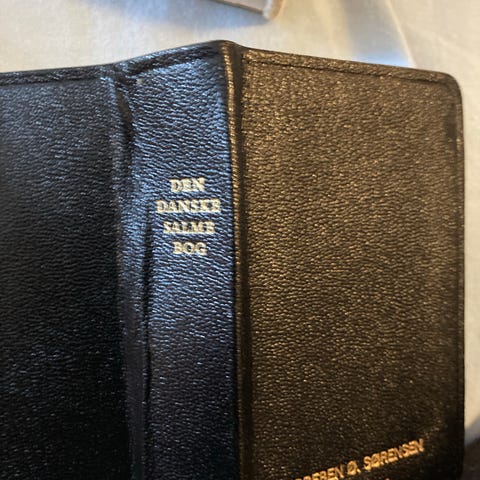 DEN
DANSKE
SALME
BOG
Ø. SØRENSEN